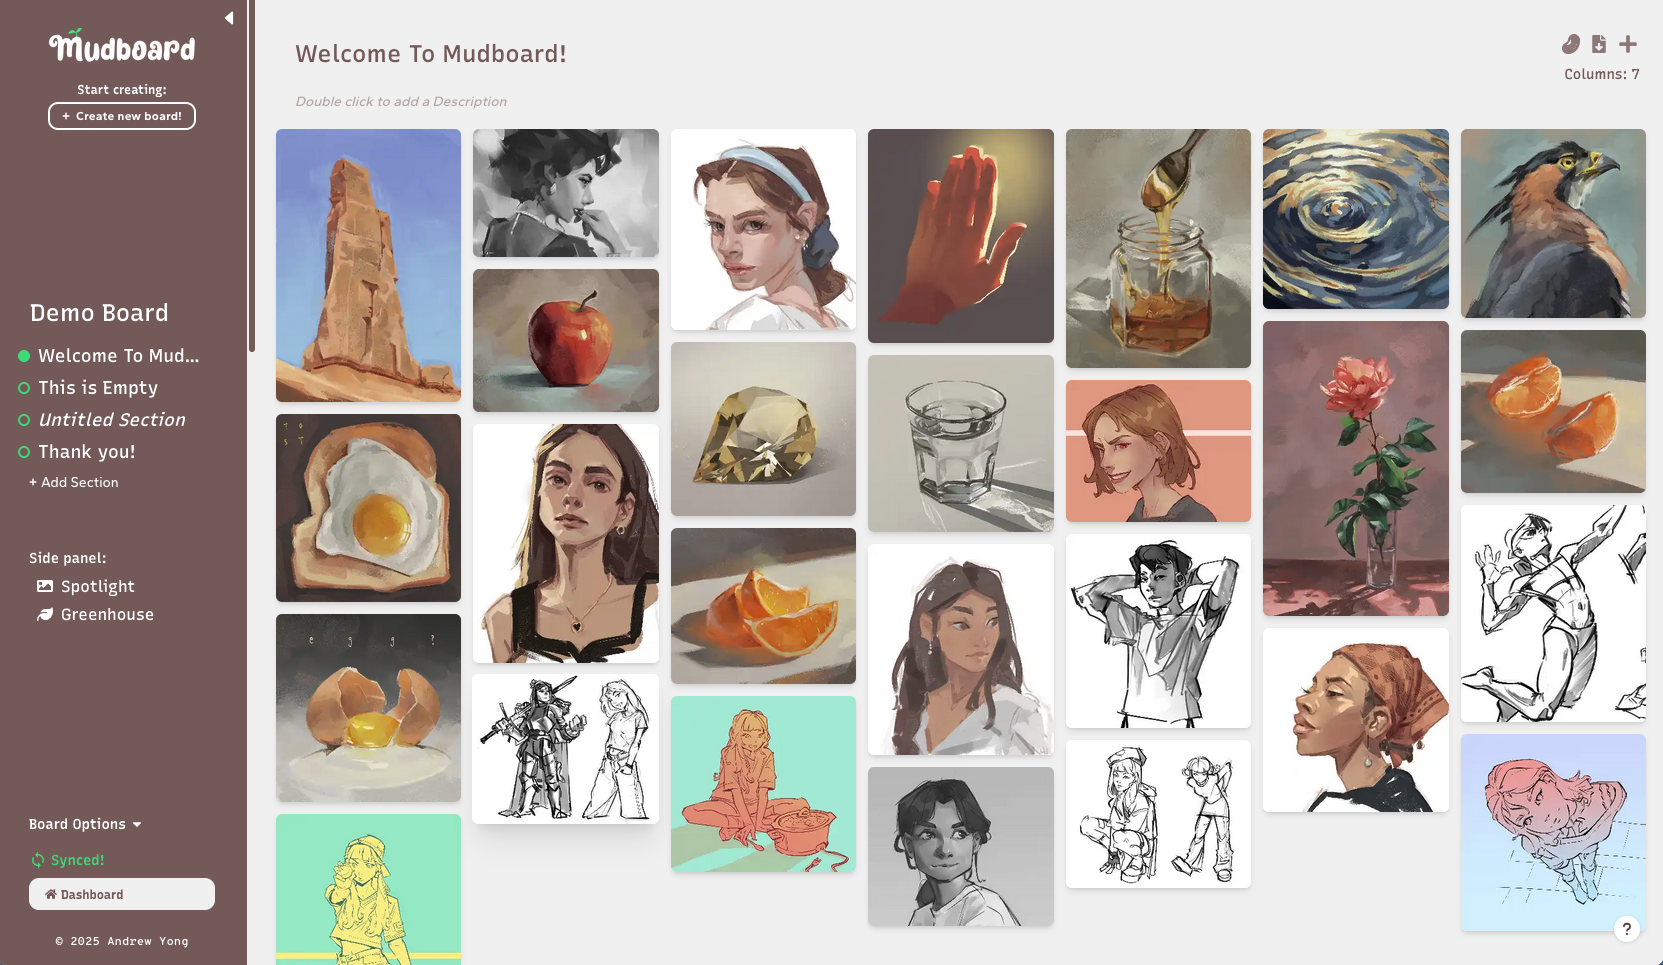 Mudboard
Start creating:
+ Create new board!
Demo Board
Welcome To Mud...
This is Empty
Untitled Section
Thank you!
+ Add Section
Side panel:
Spotlight
Greenhouse
Board Options
Synced!
Dashboard
© 2025 Andrew Yong
Welcome To Mudboard!
Double click to add a Description
Columns: 7
T O
S T
e g g ?
?